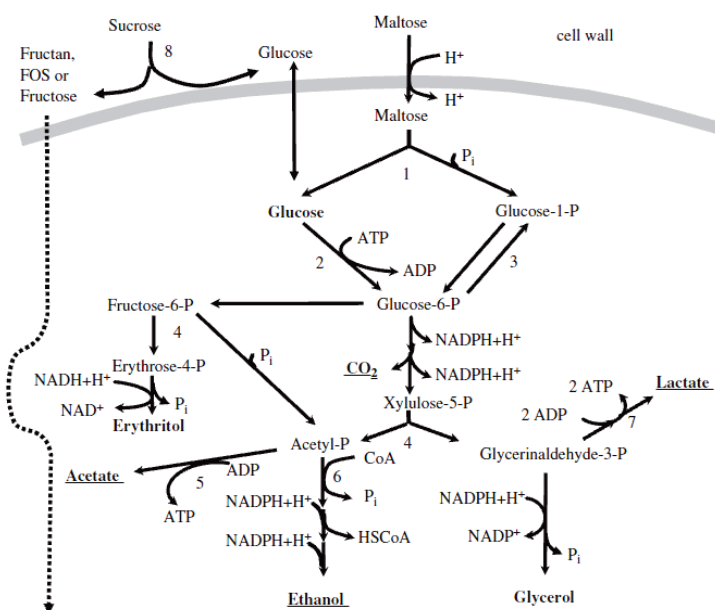 Sucrose
Maltose
cell wall
8
Fructan,
FOS or
Fructose
Glucose
H+
H+
Maltose
1
Pi
Glucose
Glucose-1-P
ATP
2
ADP
3
Fructose-6-P
Glucose-6-P
4
NADPH+H+
Pi
Erythrose-4-P
CO2
NADPH+H+
NADH+H+
NAD+
Pi
Erythritol
Xylulose-5-P
2 ATP
Lactate
2 ADP
7
Acetyl-P
4
Glycerinaldehyde-3-P
CoA
Acetate
5
ADP
6
ATP
Pi
NADPH+H+
NADPH+H+
HSCoA
NADPH+H+
NADP+
Pi
Ethanol
Glycerol